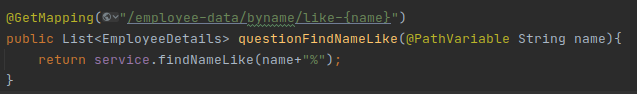 @GetMapping("/employee-data/byname/like-{name}")
public List<EmployeeDetails> questionFindNameLike(@PathVariable String name){
    return service.findNameLike(name+"%");
}